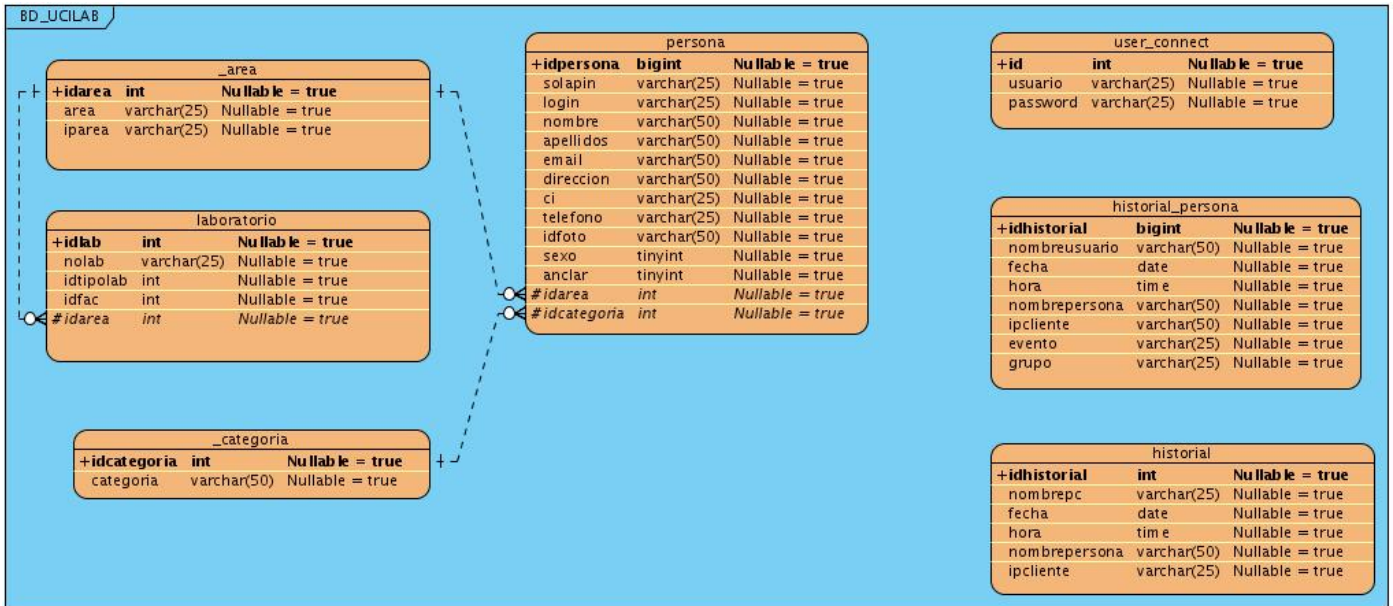 BD_UCILAB
_area
+idarea int Nullable = true
area varchar(25) Nullable = true
iparea varchar(25) Nullable = true
laboratorio
+idlab int Nullable = true
nolab varchar(25) Nullable = true
idtipolab int Nullable = true
idfac int Nullable = true
#idarea int Nullable = true
_categoria
+idcategoria int Nullable = true
categoria varchar(50) Nullable = true
persona
+idpersona bigint Nullable = true
solapin varchar(25) Nullable = true
login varchar(25) Nullable = true
nombre varchar(50) Nullable = true
apellidos varchar(50) Nullable = true
email varchar(50) Nullable = true
direccion varchar(50) Nullable = true
ci varchar(25) Nullable = true
telefono varchar(25) Nullable = true
idfoto varchar(50) Nullable = true
sexo tinyint Nullable = true
anclar tinyint Nullable = true
#idarea int Nullable = true
#idcategoria int Nullable = true
user_connect
+id int Nullable = true
usuario varchar(25) Nullable = true
password varchar(25) Nullable = true
historial_persona
+idhistorial bigint Nullable = true
nombreusuario varchar(50) Nullable = true
fecha date Nullable = true
hora time Nullable = true
nombrepersona varchar(50) Nullable = true
ipcliente varchar(50) Nullable = true
evento varchar(25) Nullable = true
grupo varchar(25) Nullable = true
historial
+idhistorial int Nullable = true
nombrepc varchar(25) Nullable = true
fecha date Nullable = true
hora time Nullable = true
nombrepersona varchar(50) Nullable = true
ipcliente varchar(25) Nullable = true